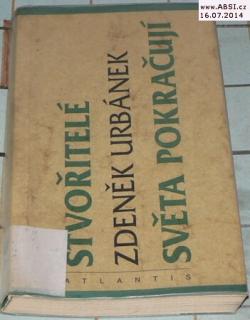 www.ABSI.cz
16.07.2014
STVOŘITELÉ
ZDENĚK URBÁNEK
SVĚTA POKRAČUJÍ
ATLANTIS